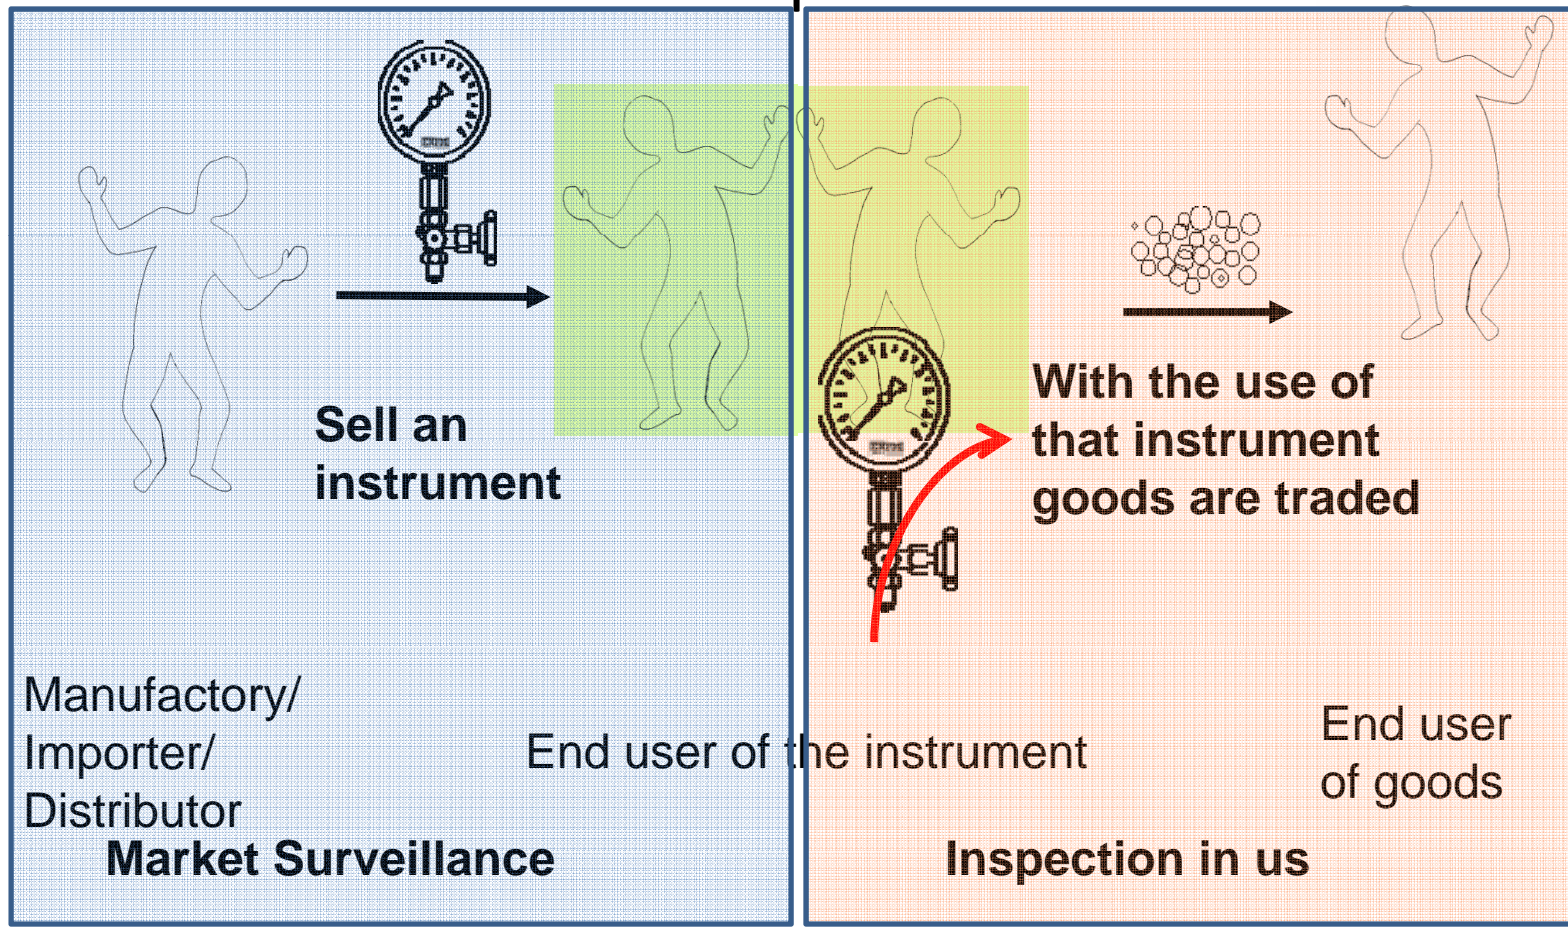 Sell an
instrument
With the use of
that instrument
goods are traded
Manufactory/
Importer/
Distributor
End user of the instrument
End user
of goods
Market Surveillance
Inspection in us